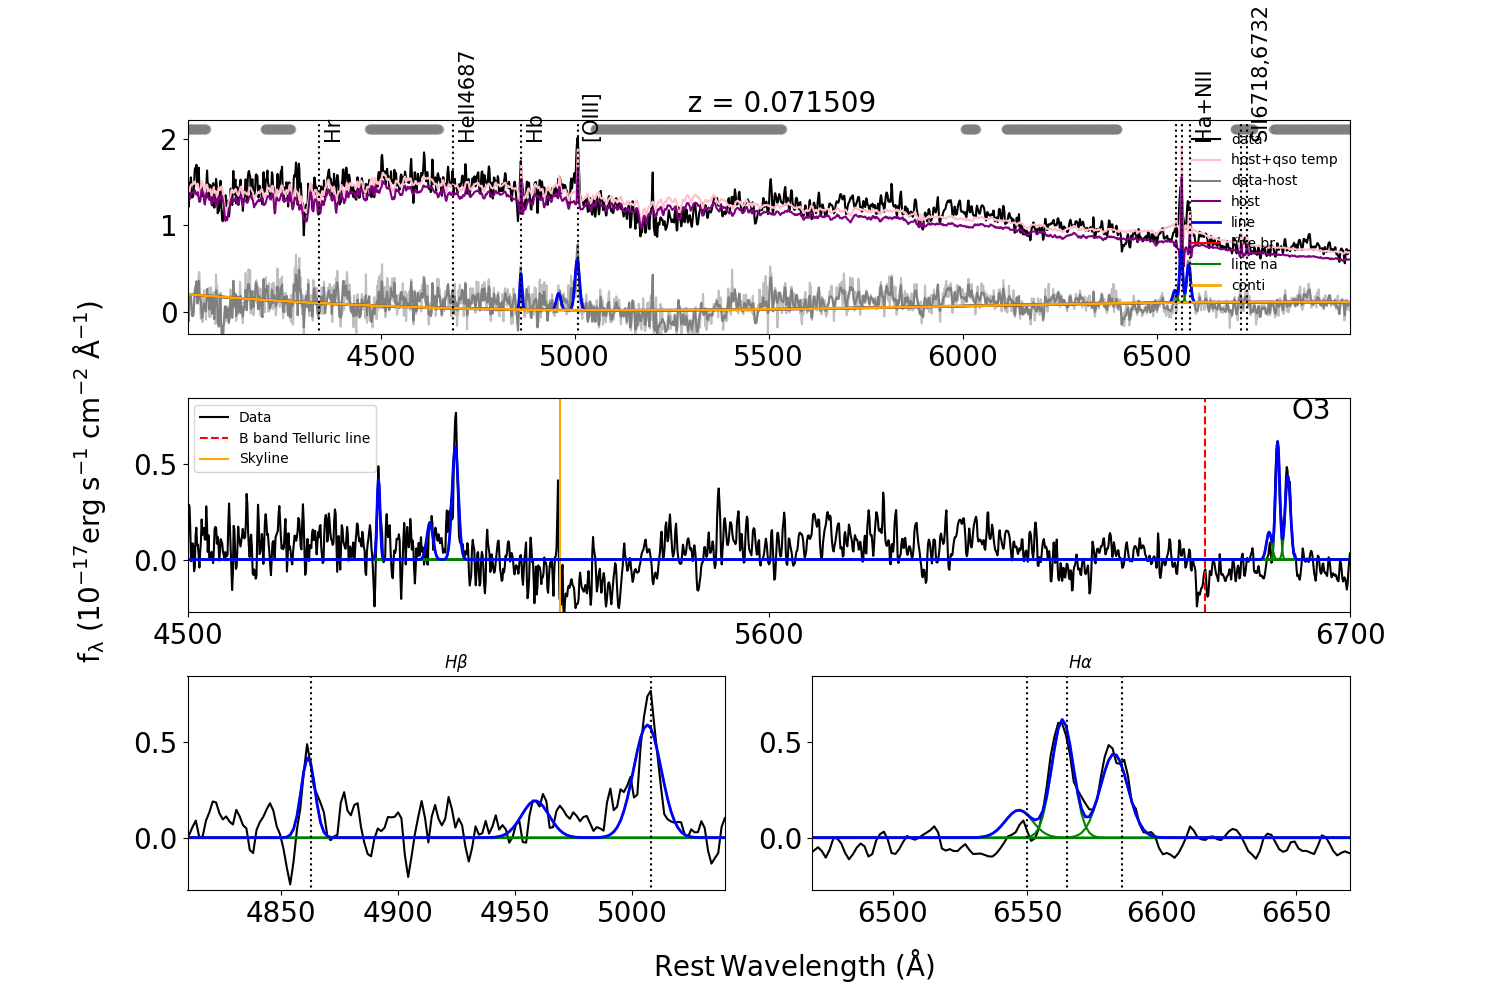 z = 0.071509
Hr
HeII4687
Hb
[OIII]
Ha+NII
SII6718,6732
data
host+qso temp
data-host
host
line
line br
line na
conti
2
1
0
4500
5000
5500
6000
6500
fλ (10⁻¹⁷erg s⁻¹ cm⁻² Å⁻¹)
Data
B band Telluric line
Skyline
O3
0.5
0.0
4500
5600
6700
Hβ
0.5
0.0
4850
4900
4950
5000
Hα
0.5
0.0
6500
6550
6600
6650
Rest Wavelength (Å)